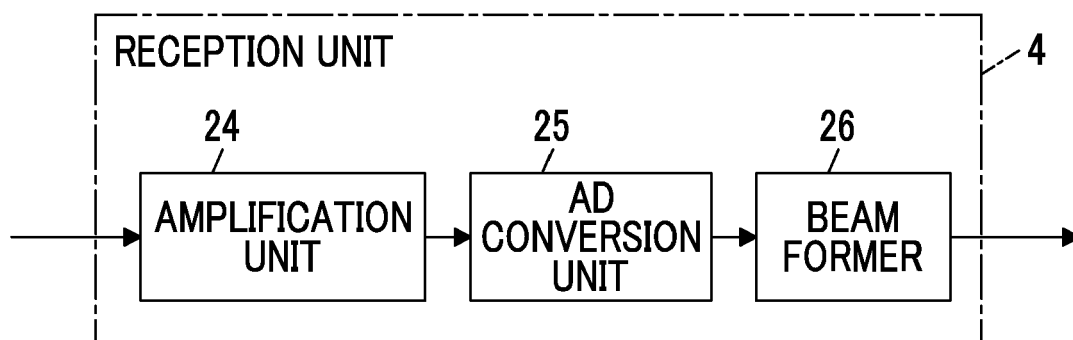 RECEPTION UNIT
4
24
25
26
AMPLIFICATION
UNIT
AD
CONVERSION
UNIT
BEAM
FORMER